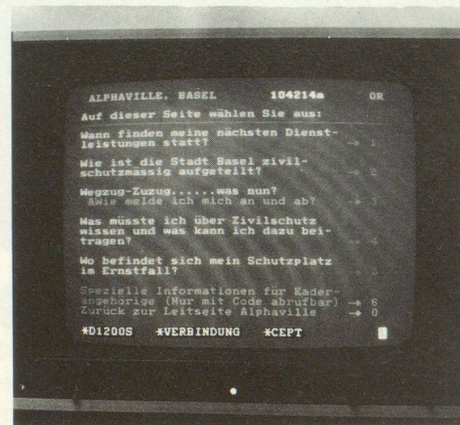 ALPHAVILLE, BASEL 104214a OR
Auf dieser Seite wählen Sie aus:
Wann finden meine nächsten Dienst-
leistungen statt? → 1
Wie ist die Stadt Basel zivil-
schutzmässig aufgeteilt? → 2
Wegzug-Zuzug......was nun?
AWie melde ich mich an und ab? → 3
Was müsste ich über Zivilschutz
wissen und was kann ich dazu bei-
tragen? → 4
Wo befindet sich mein Schutzplatz
im Ernstfall? → 5
Spezielle Informationen für Kader-
angehörige (Nur mit Code abrufbar) → 6
Zurück zur Leitseite Alphaville → 0
*D1200S *VERBINDUNG *CEPT